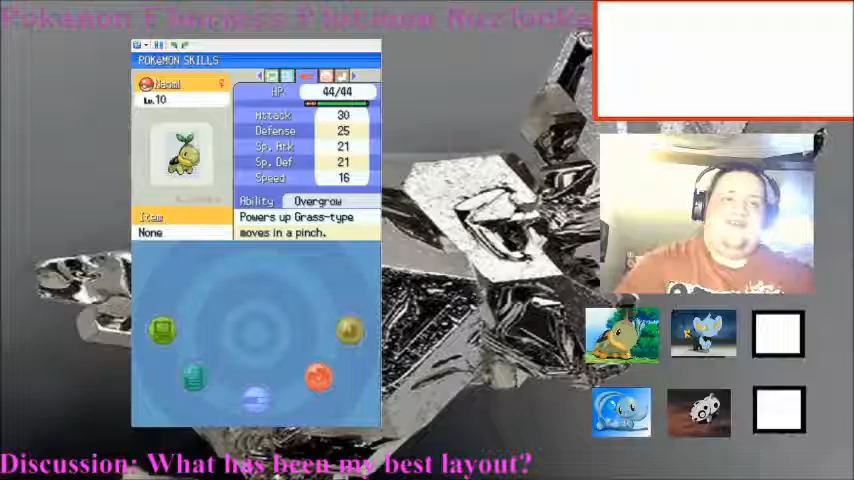 Pokemon Flawless Platinum Nuzlocke
POKéMON SKILLS
Naomi ♀
Lv.10
HP 44/44
Attack 30
Defense 25
Sp. Atk 21
Sp. Def 21
Speed 16
Ability Overgrow
Powers up Grass-type
moves in a pinch.
Item
None
Discussion: What has been my best layout?